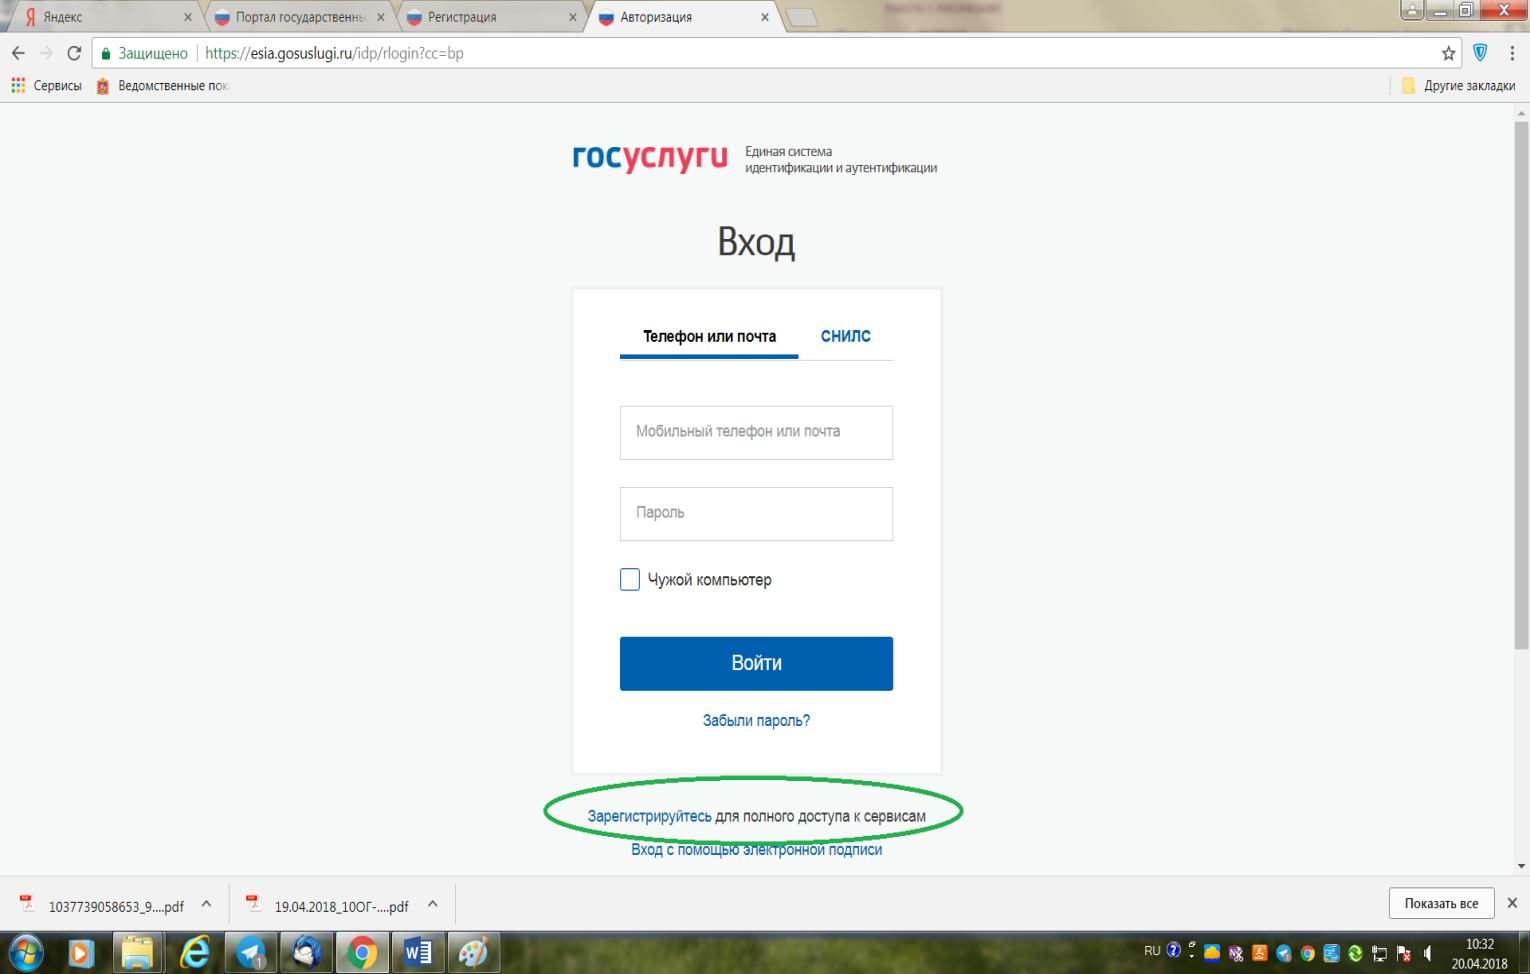 Яндекс
Портал государственны
Регистрация
Авторизация
Защищено
https://esia.gosuslugi.ru/idp/rlogin?cc=bp
Сервисы
Ведомственные пок
Другие закладки
госуслуги
Единая система
идентификации и аутентификации
Вход
Телефон или почта
СНИЛС
Мобильный телефон или почта
Пароль
Чужой компьютер
Войти
Забыли пароль?
Зарегистрируйтесь для полного доступа к сервисам
Вход с помощью электронной подписи
1037739058653_9....pdf
19.04.2018_10ОГ-....pdf
Показать все
RU
10:32
20.04.2018